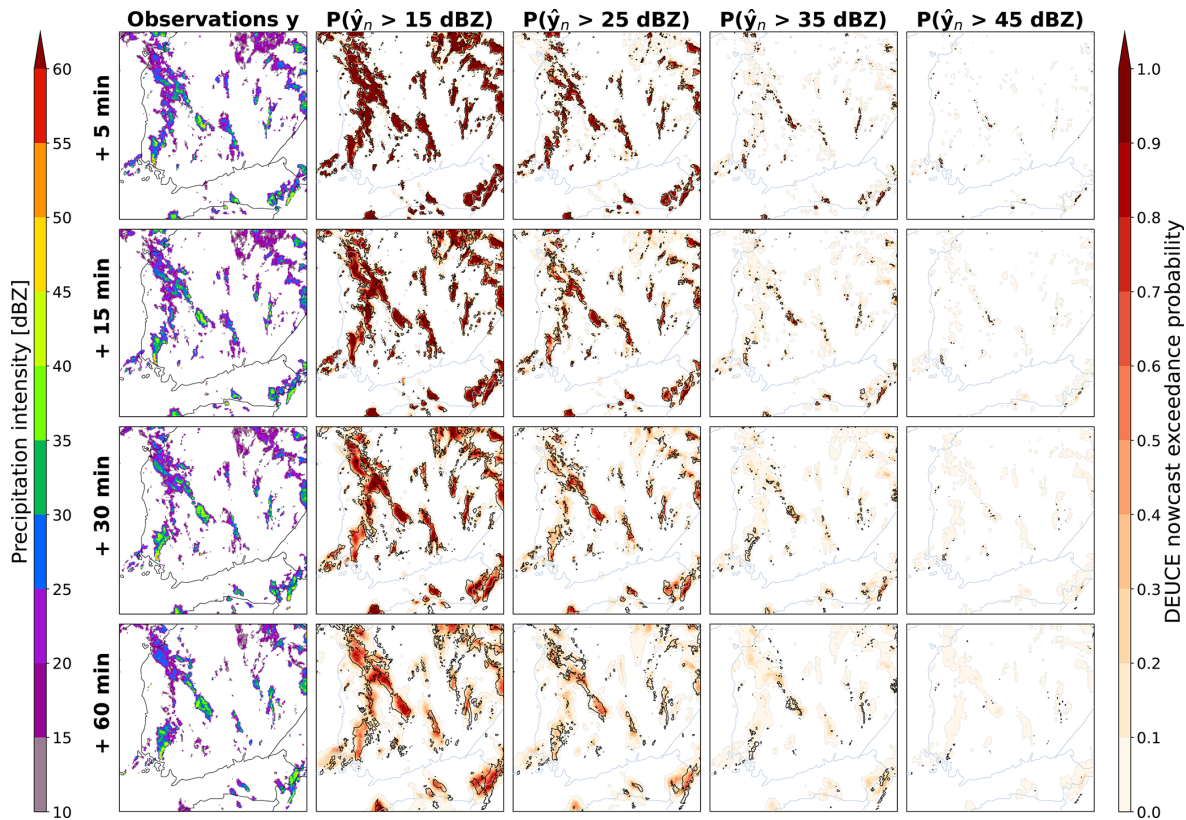 Observations y
P(ŷn > 15 dBZ)
P(ŷn > 25 dBZ)
P(ŷn > 35 dBZ)
P(ŷn > 45 dBZ)
Precipitation intensity [dBZ]
60
55
50
45
40
35
30
25
20
15
10
+ 5 min
+ 15 min
+ 30 min
+ 60 min
1.0
0.9
0.8
0.7
0.6
0.5
0.4
0.3
0.2
0.1
0.0
DEUCE nowcast exceedance probability